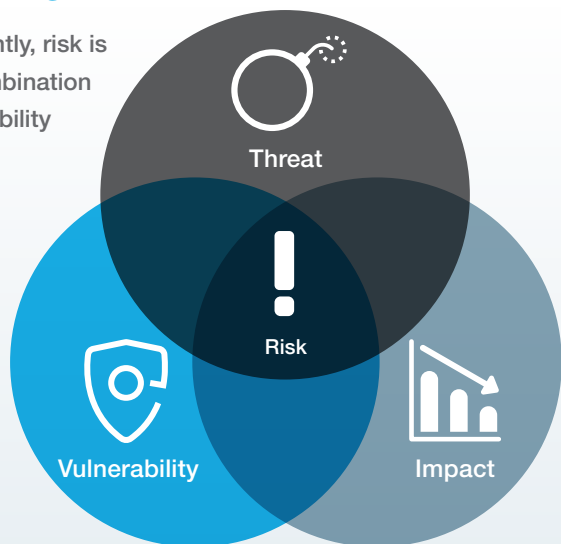 ntly, risk is
nbination
bility
Threat
Risk
Vulnerability
Impact